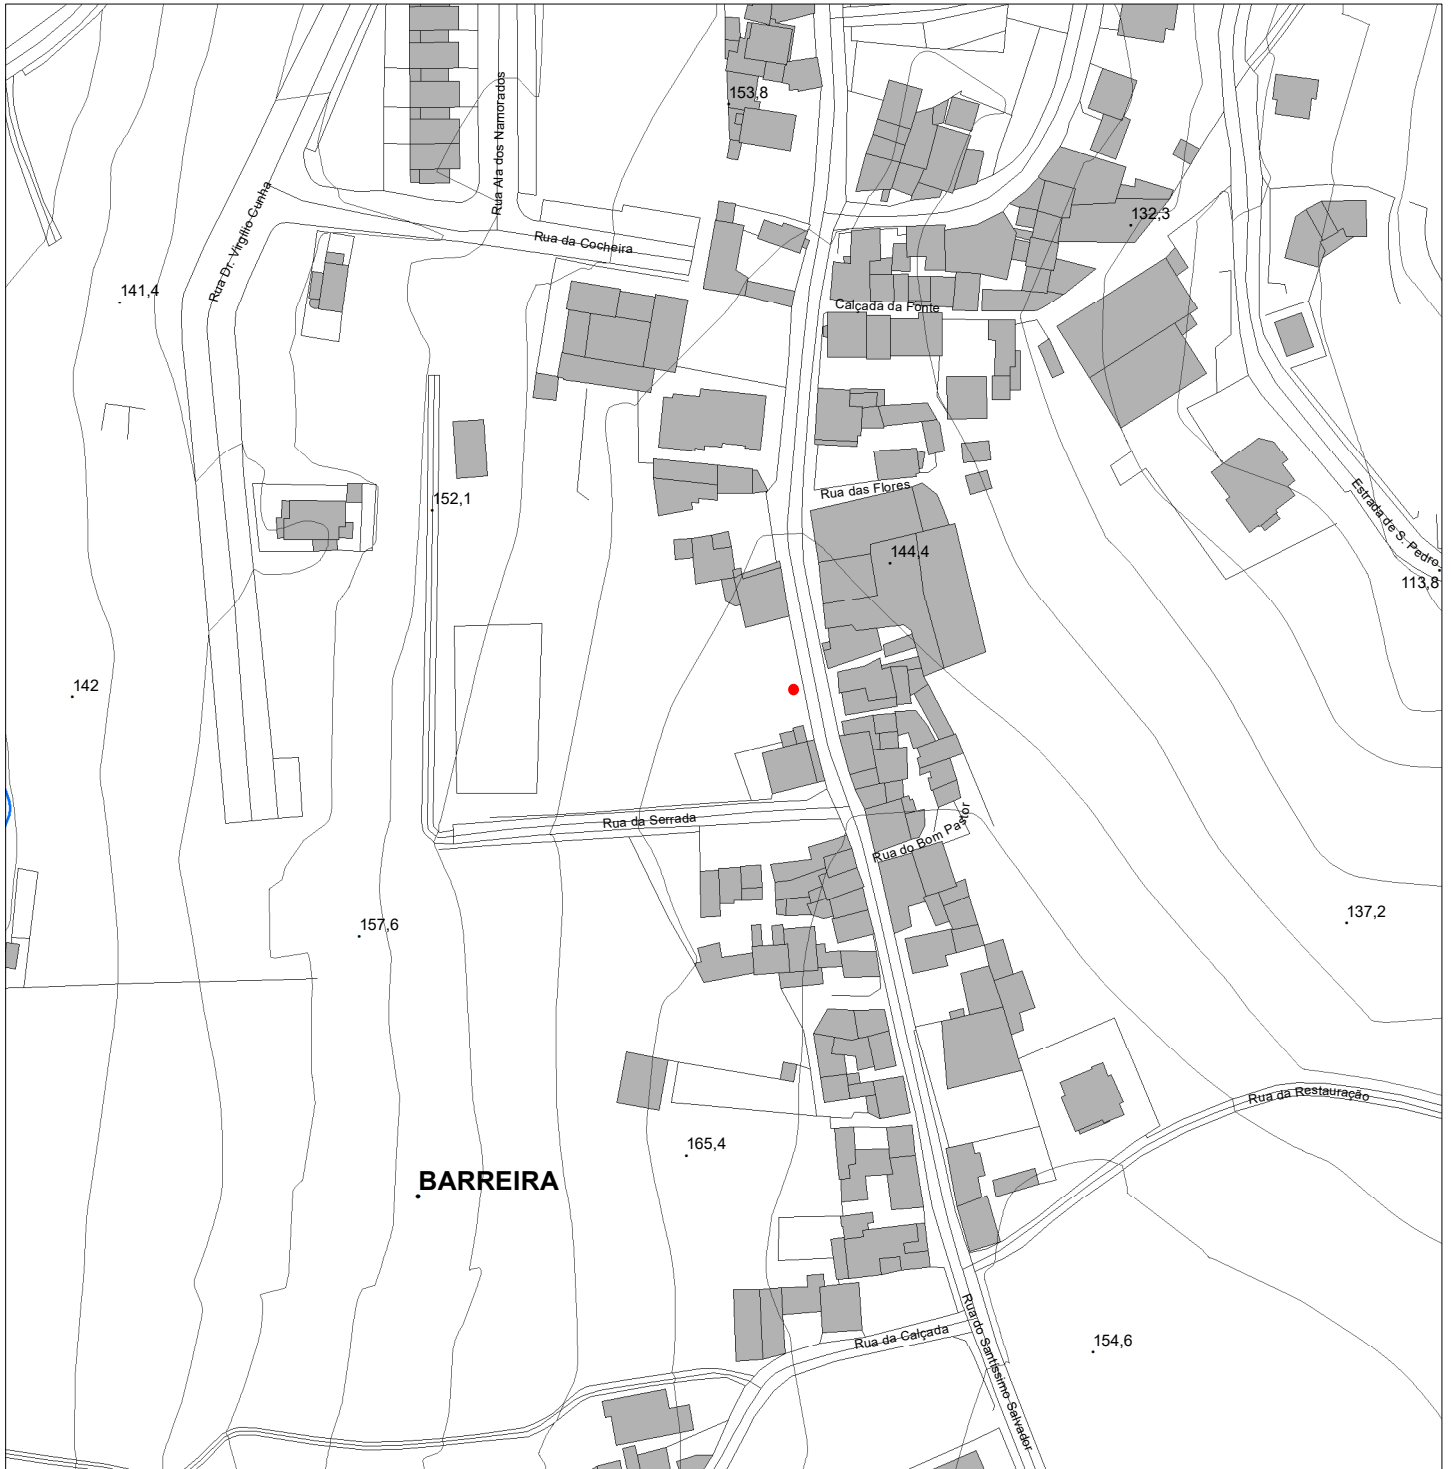 153,8
Rua Ala dos Namorados
Rua Dr. Virgílio Cunha
132,3
Rua da Cocheira
141,4
Calçada da Fonte
Rua das Flores
152,1
Estrada de S. Pedro
144,4
113,8
142
Rua da Serrada
Rua do Bom Pastor
137,2
157,6
Rua da Restauração
165,4
BARREIRA
Rua da Calçada
Rua do Santíssimo Salvador
154,6